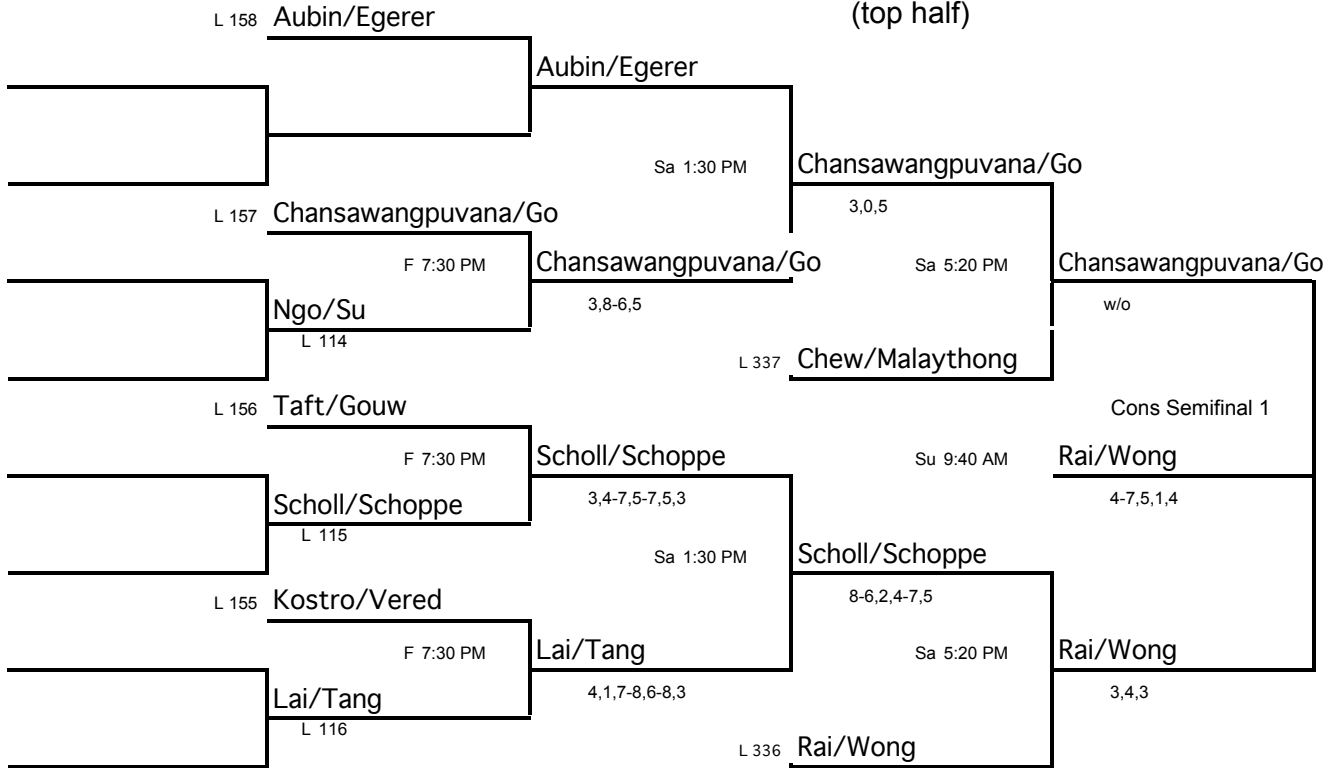 L 158 Aubin/Egerer
(top half)
Aubin/Egerer
Sa 1:30 PM
Chansawangpuvana/Go
3,0,5
L 157 Chansawangpuvana/Go
F 7:30 PM
Chansawangpuvana/Go
3,8-6,5
Sa 5:20 PM
Chansawangpuvana/Go
w/o
Ngo/Su
L 114
L 337 Chew/Malaythong
L 156 Taft/Gouw
Cons Semifinal 1
F 7:30 PM
Scholl/Schoppe
3,4-7,5-7,5,3
Su 9:40 AM
Rai/Wong
4-7,5,1,4
Scholl/Schoppe
L 115
Sa 1:30 PM
Scholl/Schoppe
8-6,2,4-7,5
L 155 Kostro/Vered
F 7:30 PM
Lai/Tang
4,1,7-8,6-8,3
Sa 5:20 PM
Rai/Wong
3,4,3
Lai/Tang
L 116
L 336 Rai/Wong